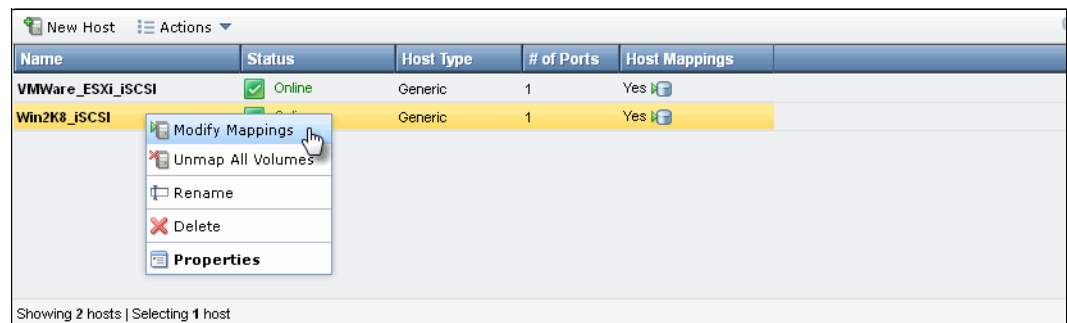 New Host Actions
Name Status Host Type # of Ports Host Mappings
VMWare_ESXi_iSCSI Online Generic 1 Yes
Win2K8_iSCSI Generic 1 Yes
Modify Mappings
Unmap All Volumes
Rename
Delete
Properties
Showing 2 hosts | Selecting 1 host